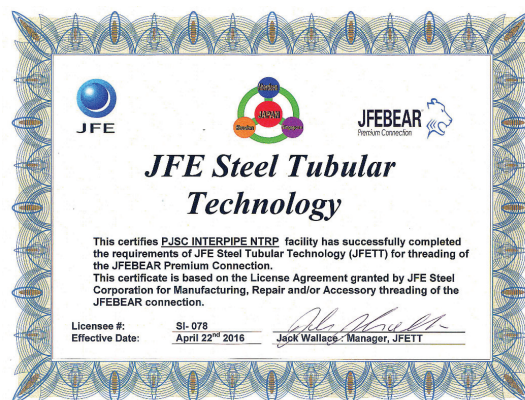 JFE
JAPAN
JFEBEAR
Premium Connection
JFE Steel Tubular
Technology
This certifies PJSC INTERPIPE NTRP facility has successfully completed
the requirements of JFE Steel Tubular Technology (JFETT) for threading of
the JFEBEAR Premium Connection.
This certificate is based on the License Agreement granted by JFE Steel
Corporation for Manufacturing, Repair and/or Accessory threading of the
JFEBEAR connection.
Licensee #: SI- 078
Effective Date: April 22nd 2016 Jack Wallace : Manager, JFETT